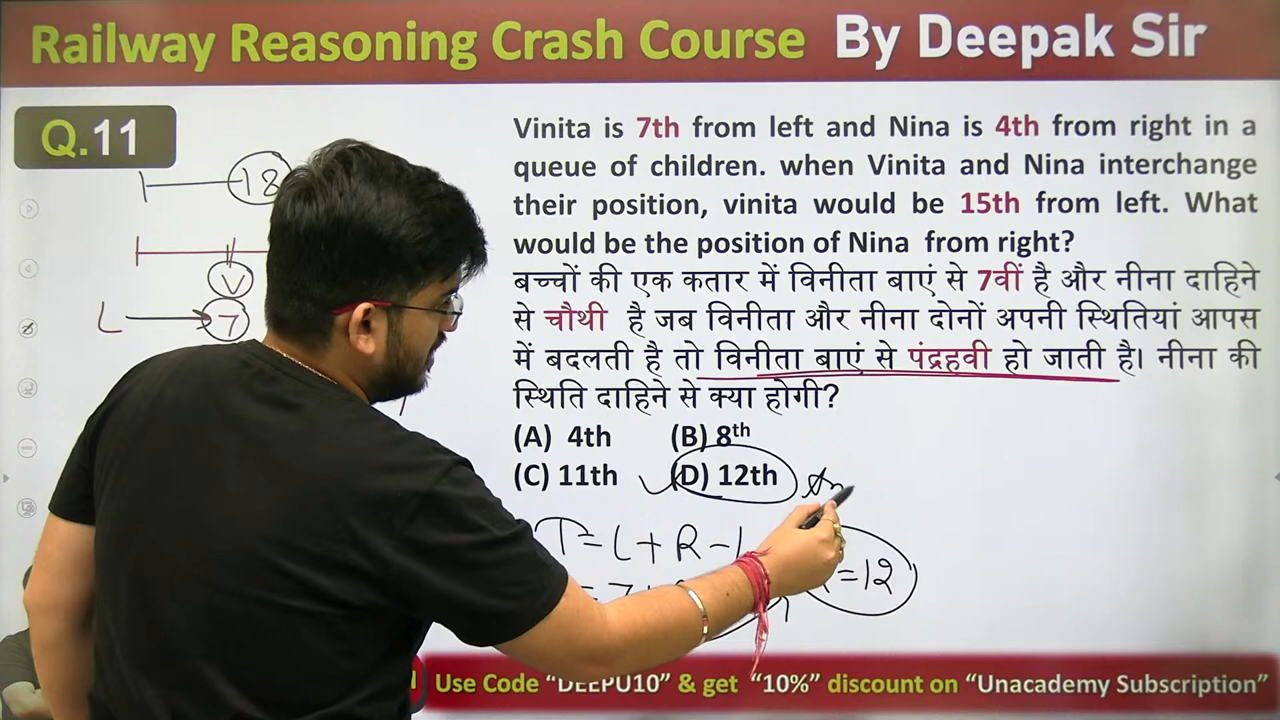 Railway Reasoning Crash Course By Deepak Sir
Q.11
18
V
L 7
Vinita is 7th from left and Nina is 4th from right in a
queue of children. when Vinita and Nina interchange
their position, vinita would be 15th from left. What
would be the position of Nina from right?
बच्चों की एक कतार में विनीता बाएं से 7वीं है और नीना दाहिने
से चौथी है जब विनीता और नीना दोनों अपनी स्थितियां आपस
में बदलती है तो विनीता बाएं से पंद्रहवी हो जाती है। नीना की
स्थिति दाहिने से क्या होगी?
(A) 4th (B) 8th
(C) 11th (D) 12th
T = L + R - 1
=12
Use Code “DEEPU10” & get “10%” discount on “Unacademy Subscription”